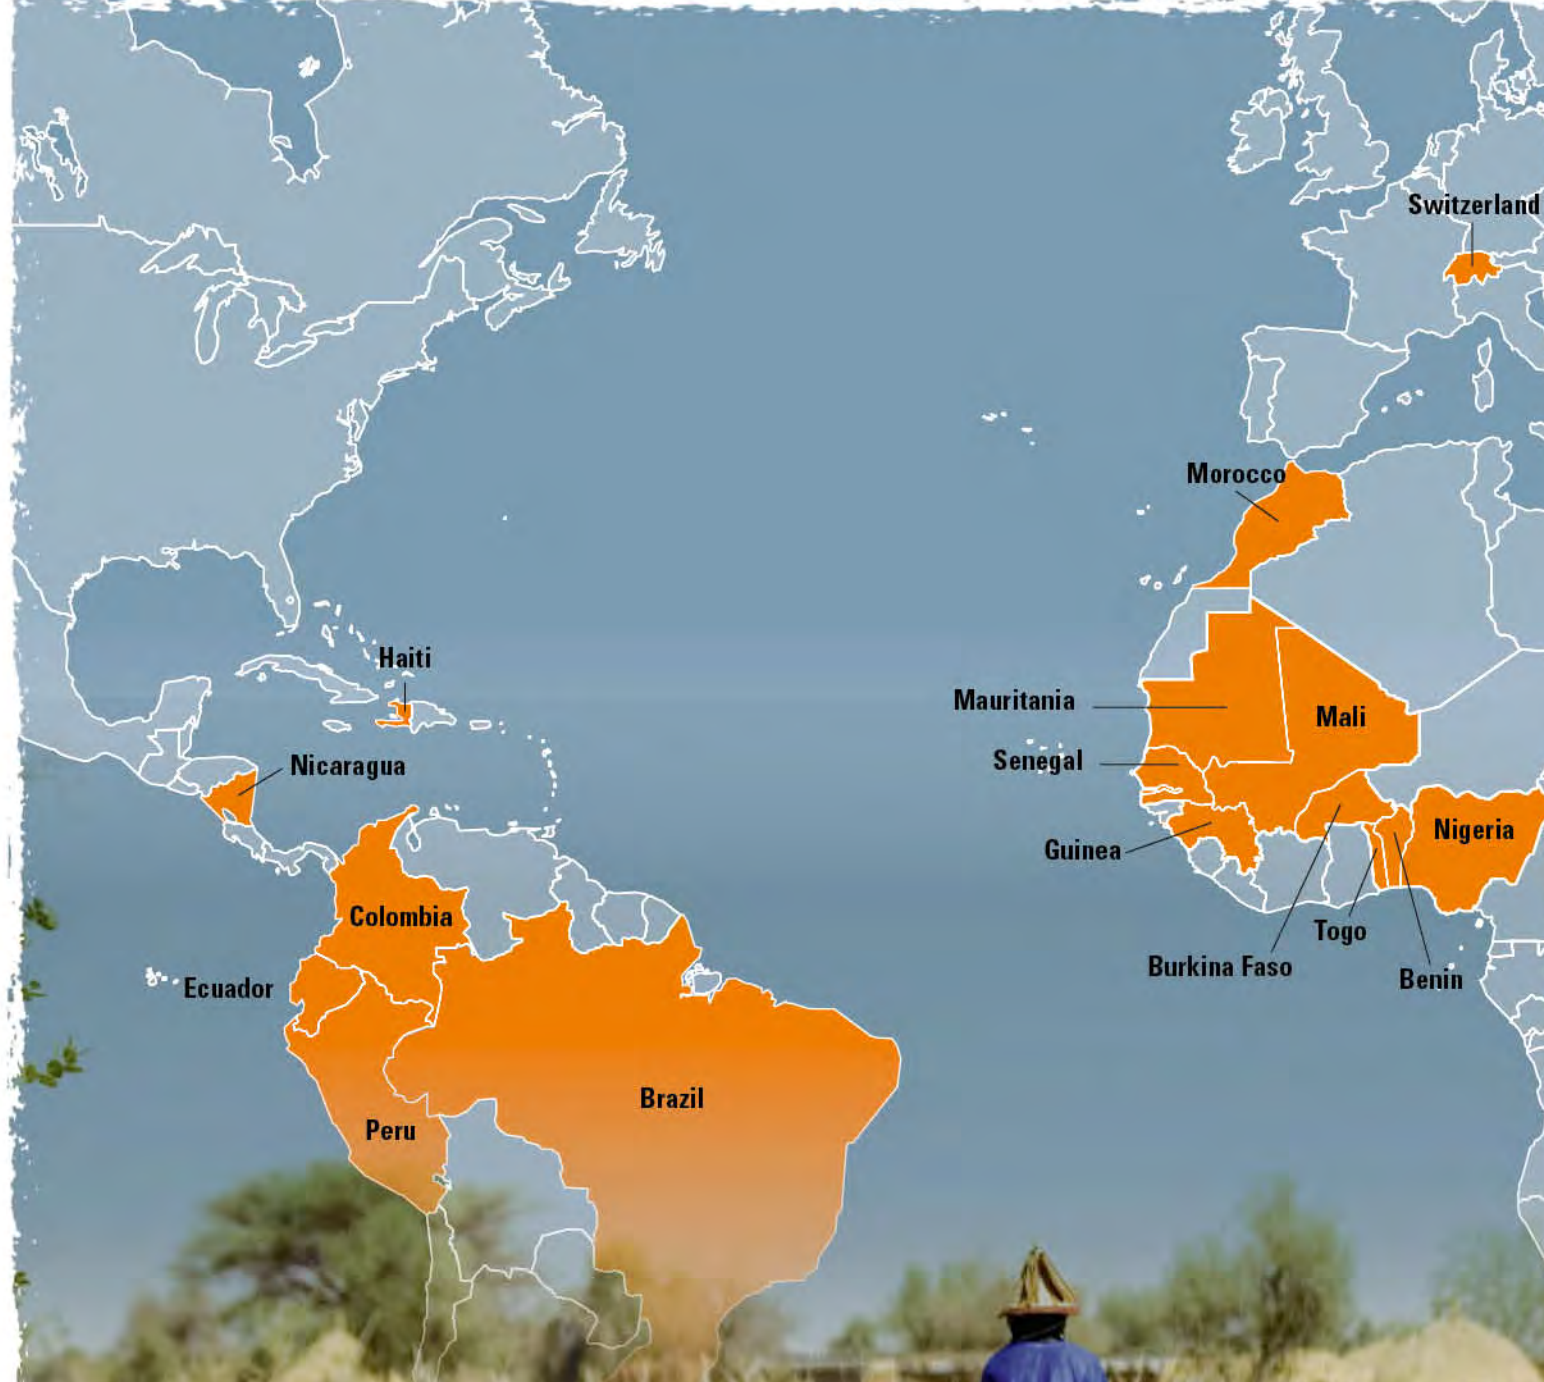 Switzerland
Morocco
Haiti
Mauritania
Mali
Senegal
Nicaragua
Nigeria
Guinea
Colombia
Togo
Burkina Faso
Benin
Ecuador
Brazil
Peru